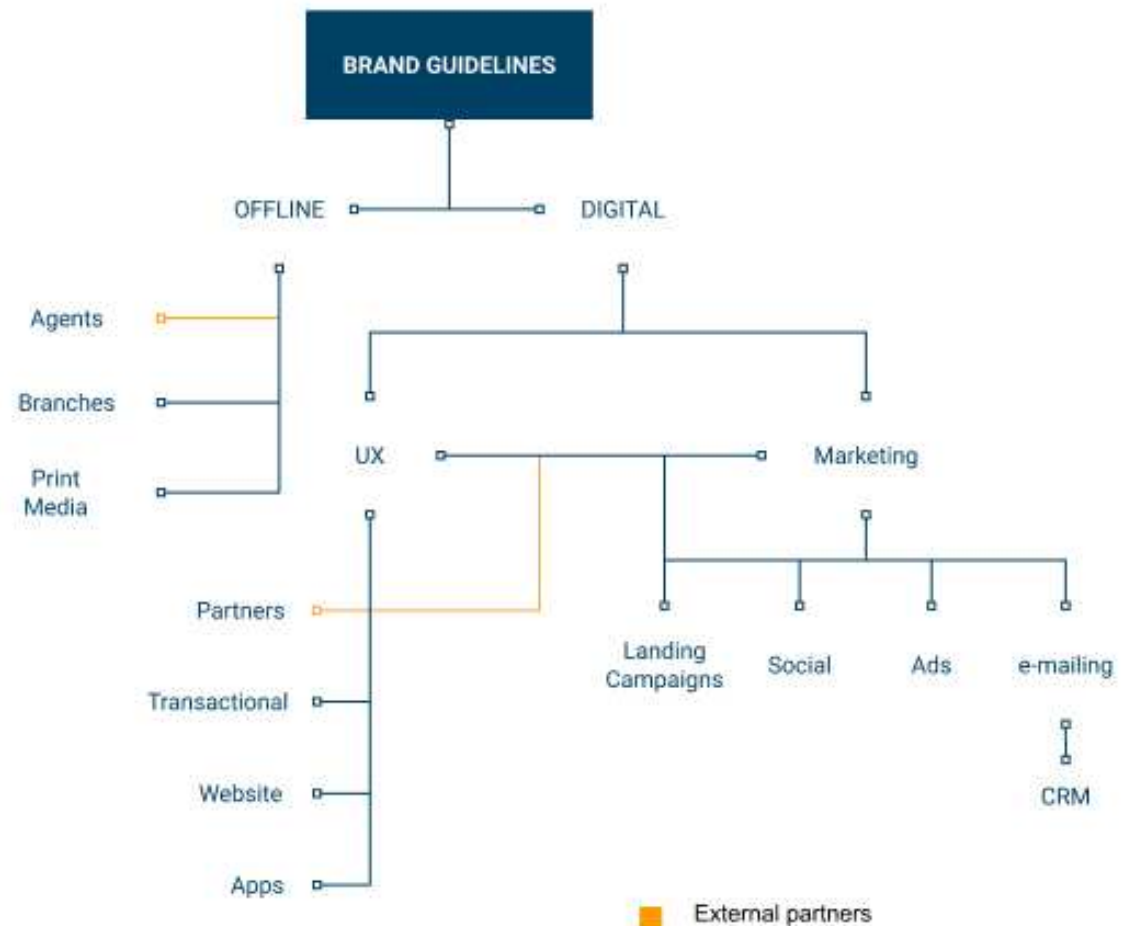 BRAND GUIDELINES
OFFLINE
DIGITAL
Agents
Branches
Print
Media
UX
Marketing
Partners
Transactional
Website
Apps
Landing
Campaigns
Social
Ads
e-mailing
CRM
External partners